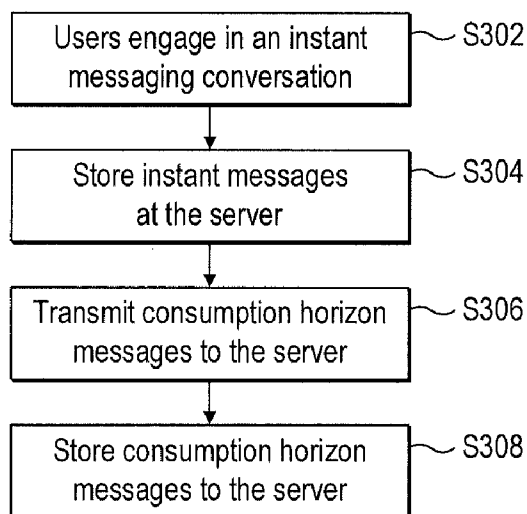 Users engage in an instant
messaging conversation
S302
Store instant messages
at the server
S304
Transmit consumption horizon
messages to the server
S306
Store consumption horizon
messages to the server
S308